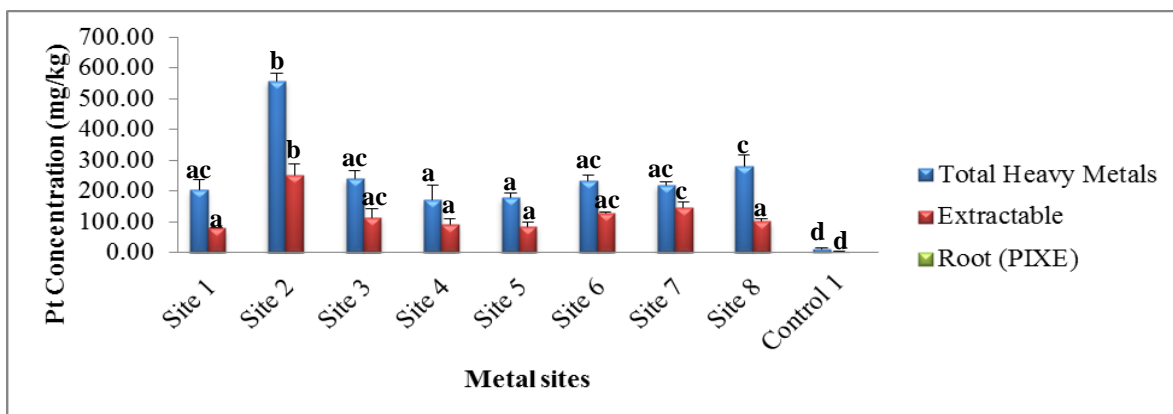 Pt Concentration (mg/kg)
700.00
600.00
500.00
400.00
300.00
200.00
100.00
0.00
ac
a
b
b
ac
ac
a
a
a
a
ac
ac
ac
c
c
a
d
d
Site 1
Site 2
Site 3
Site 4
Site 5
Site 6
Site 7
Site 8
Control 1
Metal sites
Total Heavy Metals
Extractable
Root (PIXE)